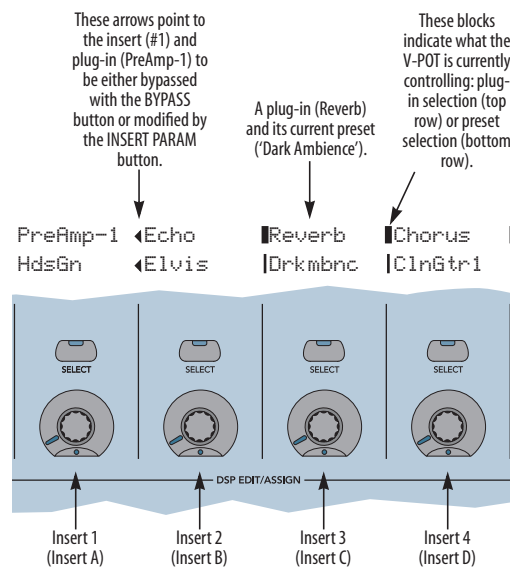 These arrows point to
the insert (#1) and
plug-in (PreAmp-1) to
be either bypassed
with the BYPASS
button or modified by
the INSERT PARAM
button.
A plug-in (Reverb)
and its current preset
('Dark Ambience').
These blocks
indicate what the
V-POT is currently
controlling: plug-
in selection (top
row) or preset
selection (bottom
row).
PreAmp-1 Echo Reverb Chorus
HdsGn Elvis Drkmbnc ClnGtr1
SELECT SELECT SELECT SELECT
DSP EDIT/ASSIGN
Insert 1
(Insert A)
Insert 2
(Insert B)
Insert 3
(Insert C)
Insert 4
(Insert D)